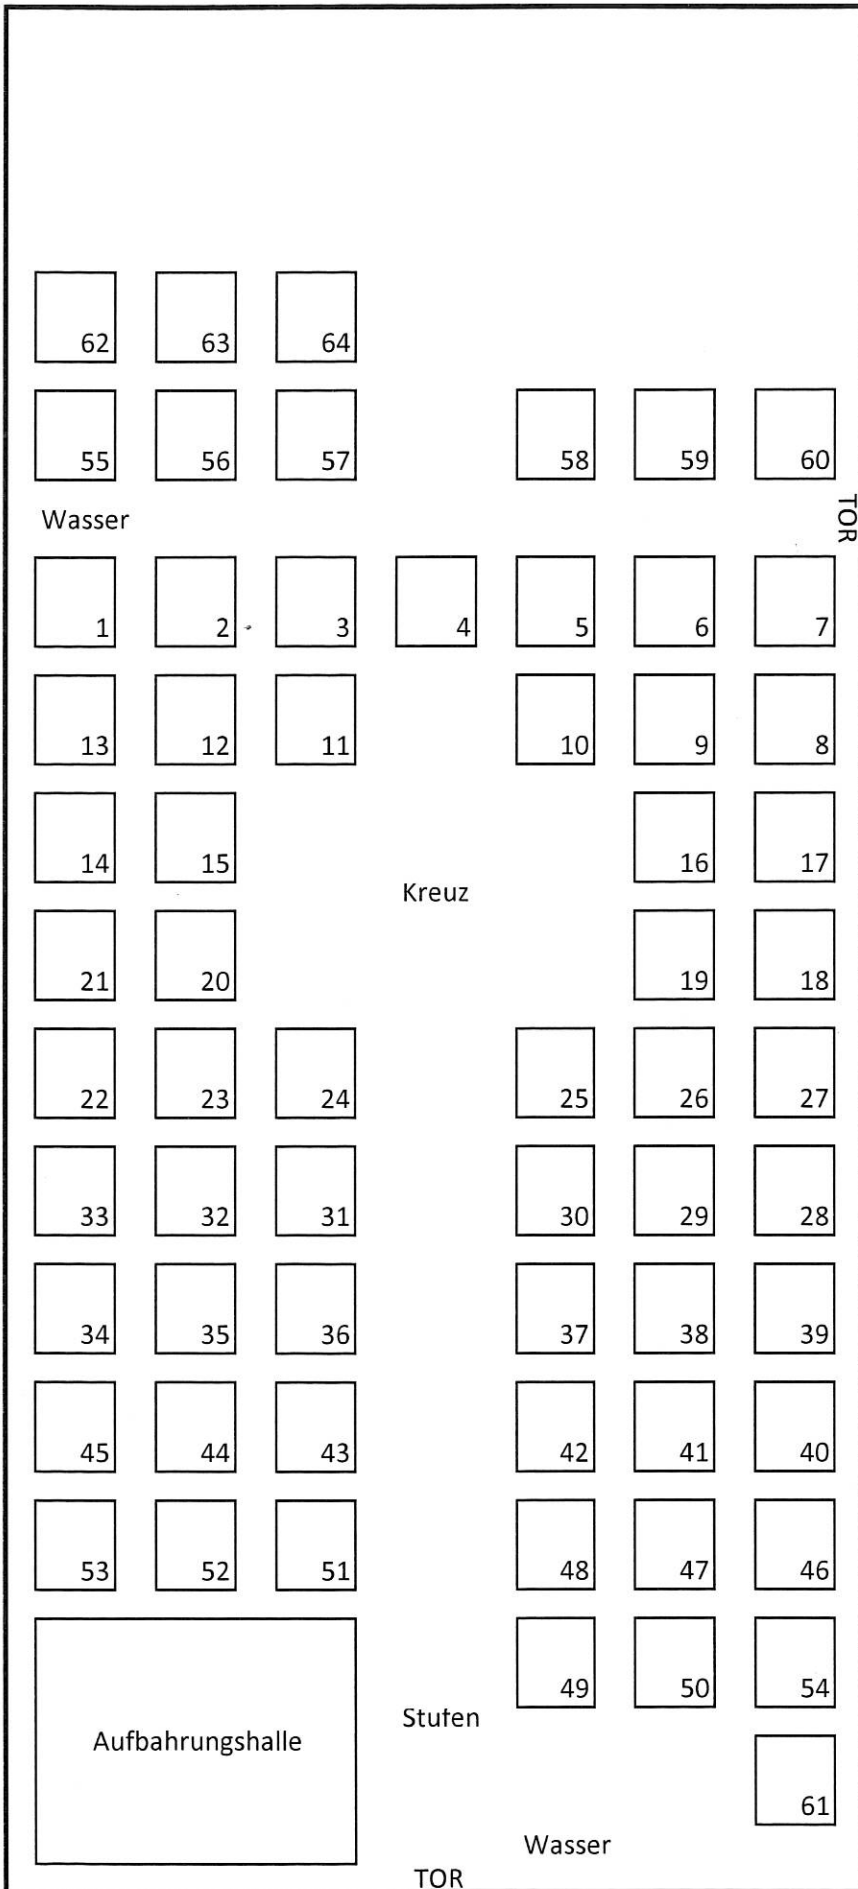 62 63 64
55 56 57 58 59 60
Wasser
TOR
1 2 3 4 5 6 7
13 12 11 10 9 8
14 15 16 17
Kreuz
21 20 19 18
22 23 24 25 26 27
33 32 31 30 29 28
34 35 36 37 38 39
45 44 43 42 41 40
53 52 51 48 47 46
49 50 54
Stufen
Aufbahrungshalle
61
Wasser
TOR